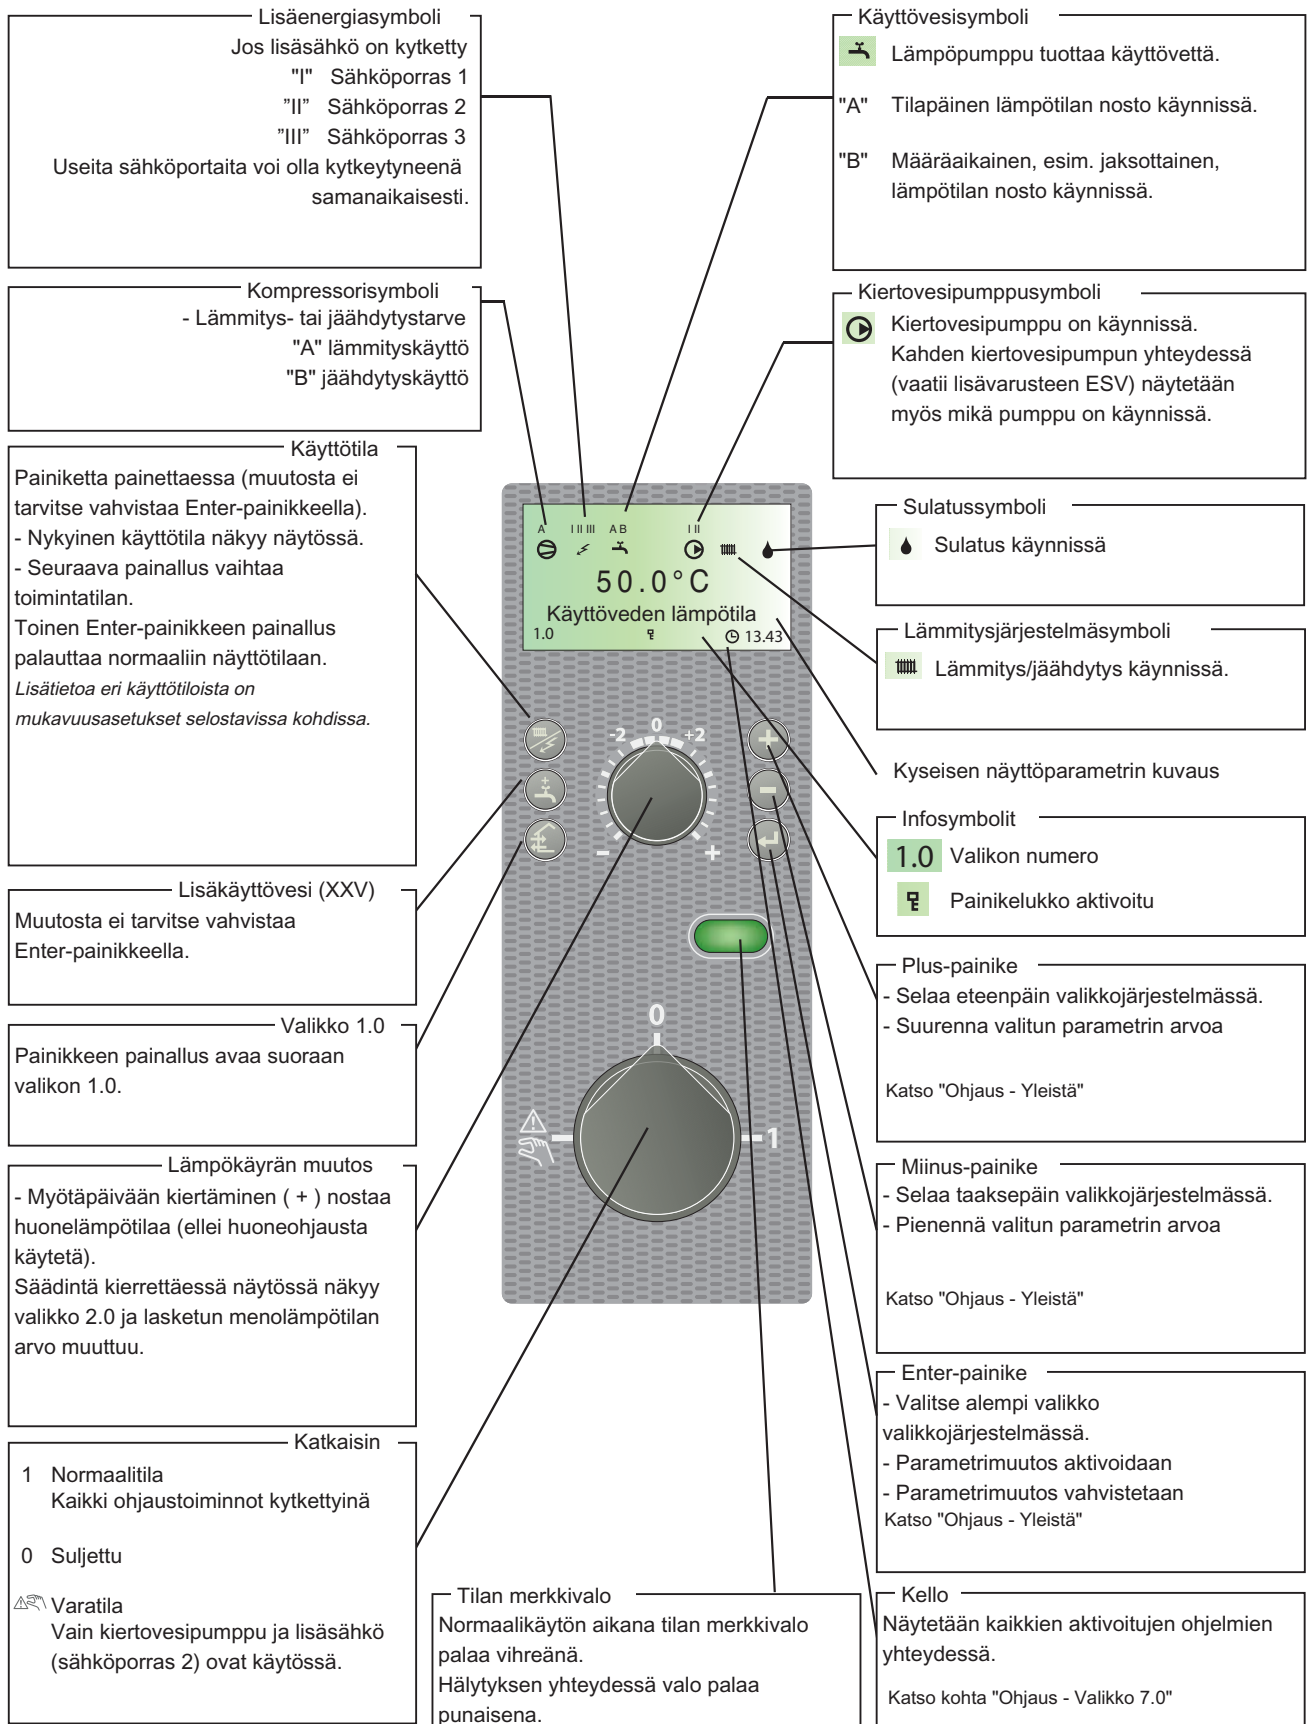 Lisäenergiasymboli
Jos lisäsähkö on kytketty
"I" Sähköporras 1
"II" Sähköporras 2
"III" Sähköporras 3
Useita sähköportaita voi olla kytkeytyneenä
samanaikaisesti.
Kompressorisymboli
- Lämmitys- tai jäähdytystarve
"A" lämmityskäyttö
"B" jäähdytyskäyttö
Käyttötila
Painiketta painettaessa (muutosta ei
tarvitse vahvistaa Enter-painikkeella).
- Nykyinen käyttötila näkyy näytössä.
- Seuraava painallus vaihtaa
toimintatilan.
Toinen Enter-painikkeen painallus
palauttaa normaaliin näyttötilaan.
Lisätietoa eri käyttötiloista on
mukavuusasetukset selostavissa kohdissa.
Lisäkäyttövesi (XXV)
Muutosta ei tarvitse vahvistaa
Enter-painikkeella.
Valikko 1.0
Painikkeen painallus avaa suoraan
valikon 1.0.
Lämpökäyrän muutos
- Myötäpäivään kiertäminen ( + ) nostaa
huonelämpötilaa (ellei huoneohjausta
käytetä).
Säädintä kierrettäessä näytössä näkyy
valikko 2.0 ja lasketun menolämpötilan
arvo muuttuu.
Katkaisin
1 Normaalitila
Kaikki ohjaustoiminnot kytkettyinä
0 Suljettu
Varatila
Vain kiertovesipumppu ja lisäsähkö
(sähköporras 2) ovat käytössä.
A I II III A B I II
50.0°C
Käyttöveden lämpötila
1.0 13.43
-2 0 +2
- +
0
1
Tilan merkkivalo
Normaalikäytön aikana tilan merkkivalo
palaa vihreänä.
Hälytyksen yhteydessä valo palaa
punaisena.
Käyttövesisymboli
Lämpöpumppu tuottaa käyttövettä.
"A" Tilapäinen lämpötilan nosto käynnissä.
"B" Määräaikainen, esim. jaksottainen,
lämpötilan nosto käynnissä.
Kiertovesipumppusymboli
Kiertovesipumppu on käynnissä.
Kahden kiertovesipumpun yhteydessä
(vaatii lisävarusteen ESV) näytetään
myös mikä pumppu on käynnissä.
Sulatussymboli
Sulatus käynnissä
Lämmitysjärjestelmäsymboli
Lämmitys/jäähdytys käynnissä.
Kyseisen näyttöparametrin kuvaus
Infosymbolit
1.0 Valikon numero
Painikelukko aktivoitu
Plus-painike
- Selaa eteenpäin valikkojärjestelmässä.
- Suurenna valitun parametrin arvoa
Katso "Ohjaus - Yleistä"
Miinus-painike
- Selaa taaksepäin valikkojärjestelmässä.
- Pienennä valitun parametrin arvoa
Katso "Ohjaus - Yleistä"
Enter-painike
- Valitse alempi valikko
valikkojärjestelmässä.
- Parametrimuutos aktivoidaan
- Parametrimuutos vahvistetaan
Katso "Ohjaus - Yleistä"
Kello
Näytetään kaikkien aktivoitujen ohjelmien
yhteydessä.
Katso kohta "Ohjaus - Valikko 7.0"